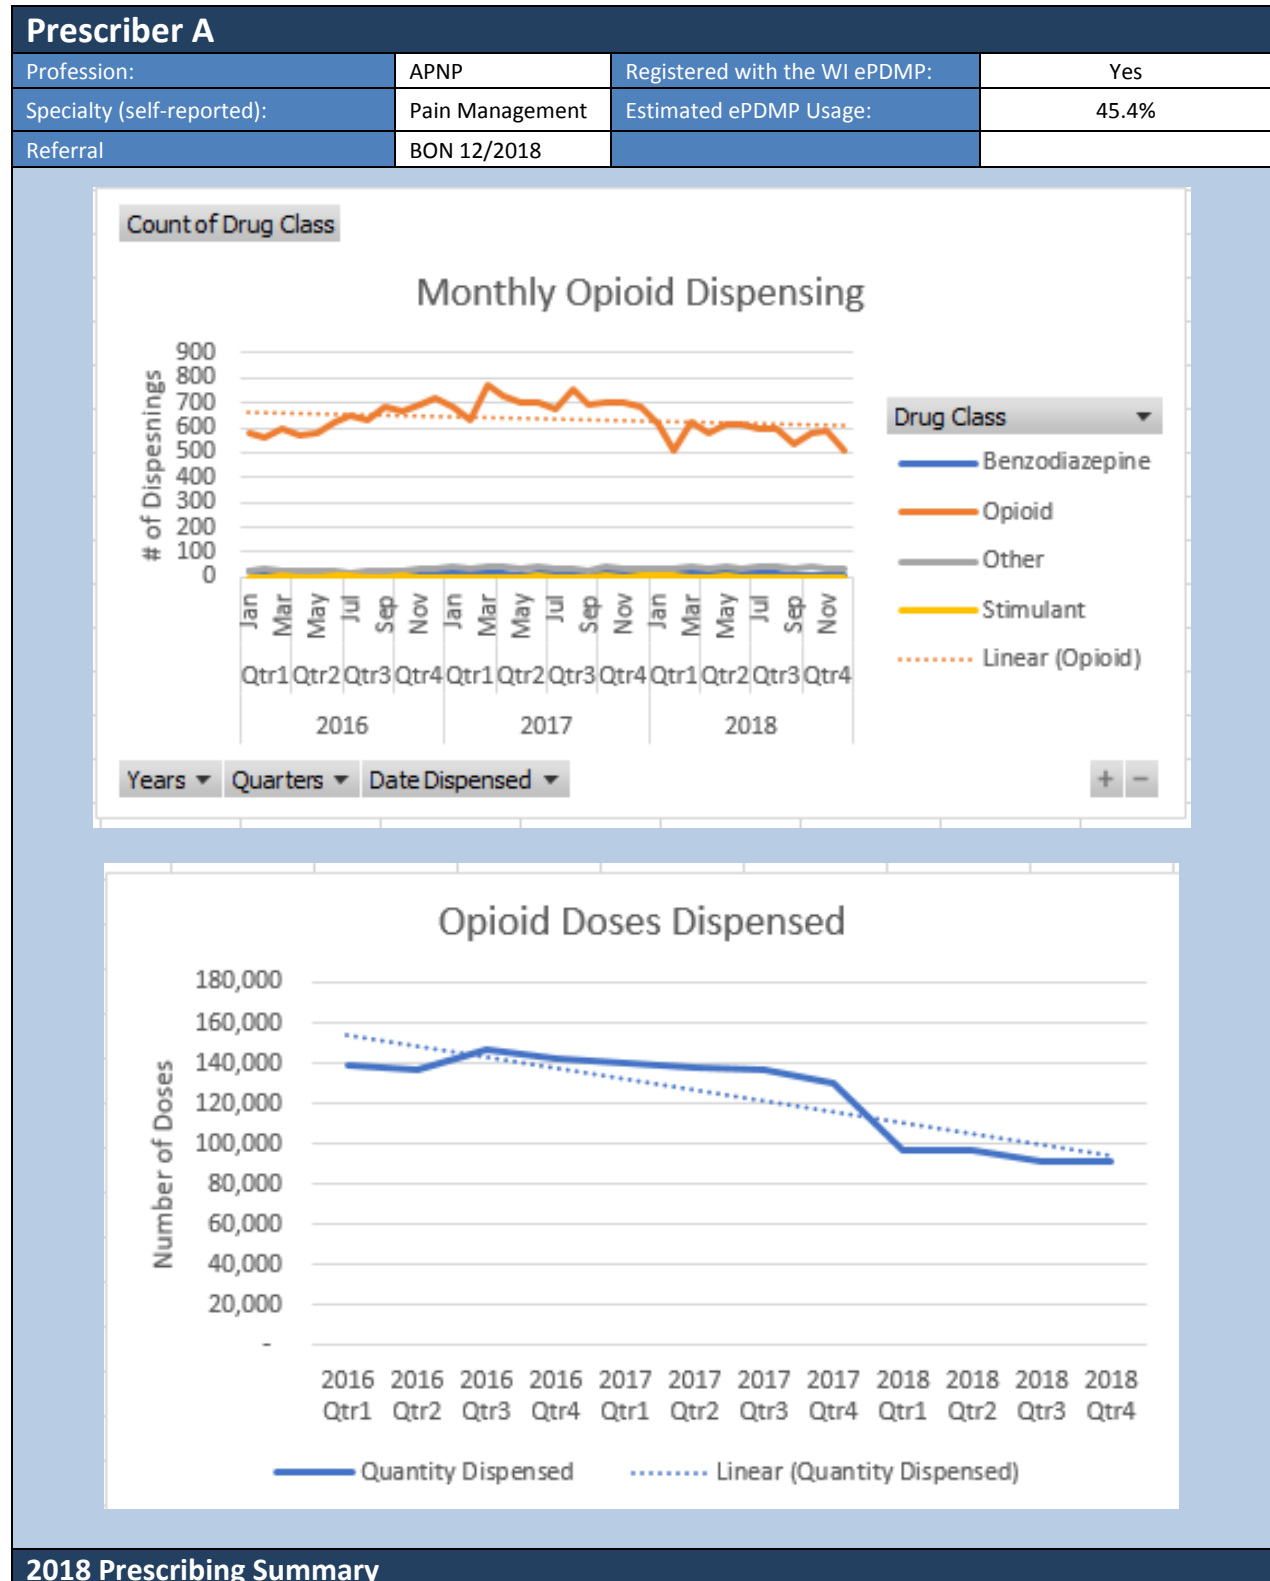 Prescriber A
Profession: APNP Registered with the WI ePDMP: Yes
Specialty (self-reported): Pain Management Estimated ePDMP Usage: 45.4%
Referral BON 12/2018
Count of Drug Class
Monthly Opioid Dispensing
900
800
700
600
500
400
300
200
100
0
# of Dispesnings
Jan Mar May Jul Sep Nov Jan Mar May Jul Sep Nov Jan Mar May Jul Sep Nov
Qtr1 Qtr2 Qtr3 Qtr4 Qtr1 Qtr2 Qtr3 Qtr4 Qtr1 Qtr2 Qtr3 Qtr4
2016 2017 2018
Drug Class
Benzodiazepine
Opioid
Other
Stimulant
Linear (Opioid)
Years Quarters Date Dispensed + −
Opioid Doses Dispensed
180,000
160,000
140,000
120,000
100,000
80,000
60,000
40,000
20,000
-
Number of Doses
2016 2016 2016 2016 2017 2017 2017 2017 2018 2018 2018 2018
Qtr1 Qtr2 Qtr3 Qtr4 Qtr1 Qtr2 Qtr3 Qtr4 Qtr1 Qtr2 Qtr3 Qtr4
Quantity Dispensed Linear (Quantity Dispensed)
2018 Prescribing Summary